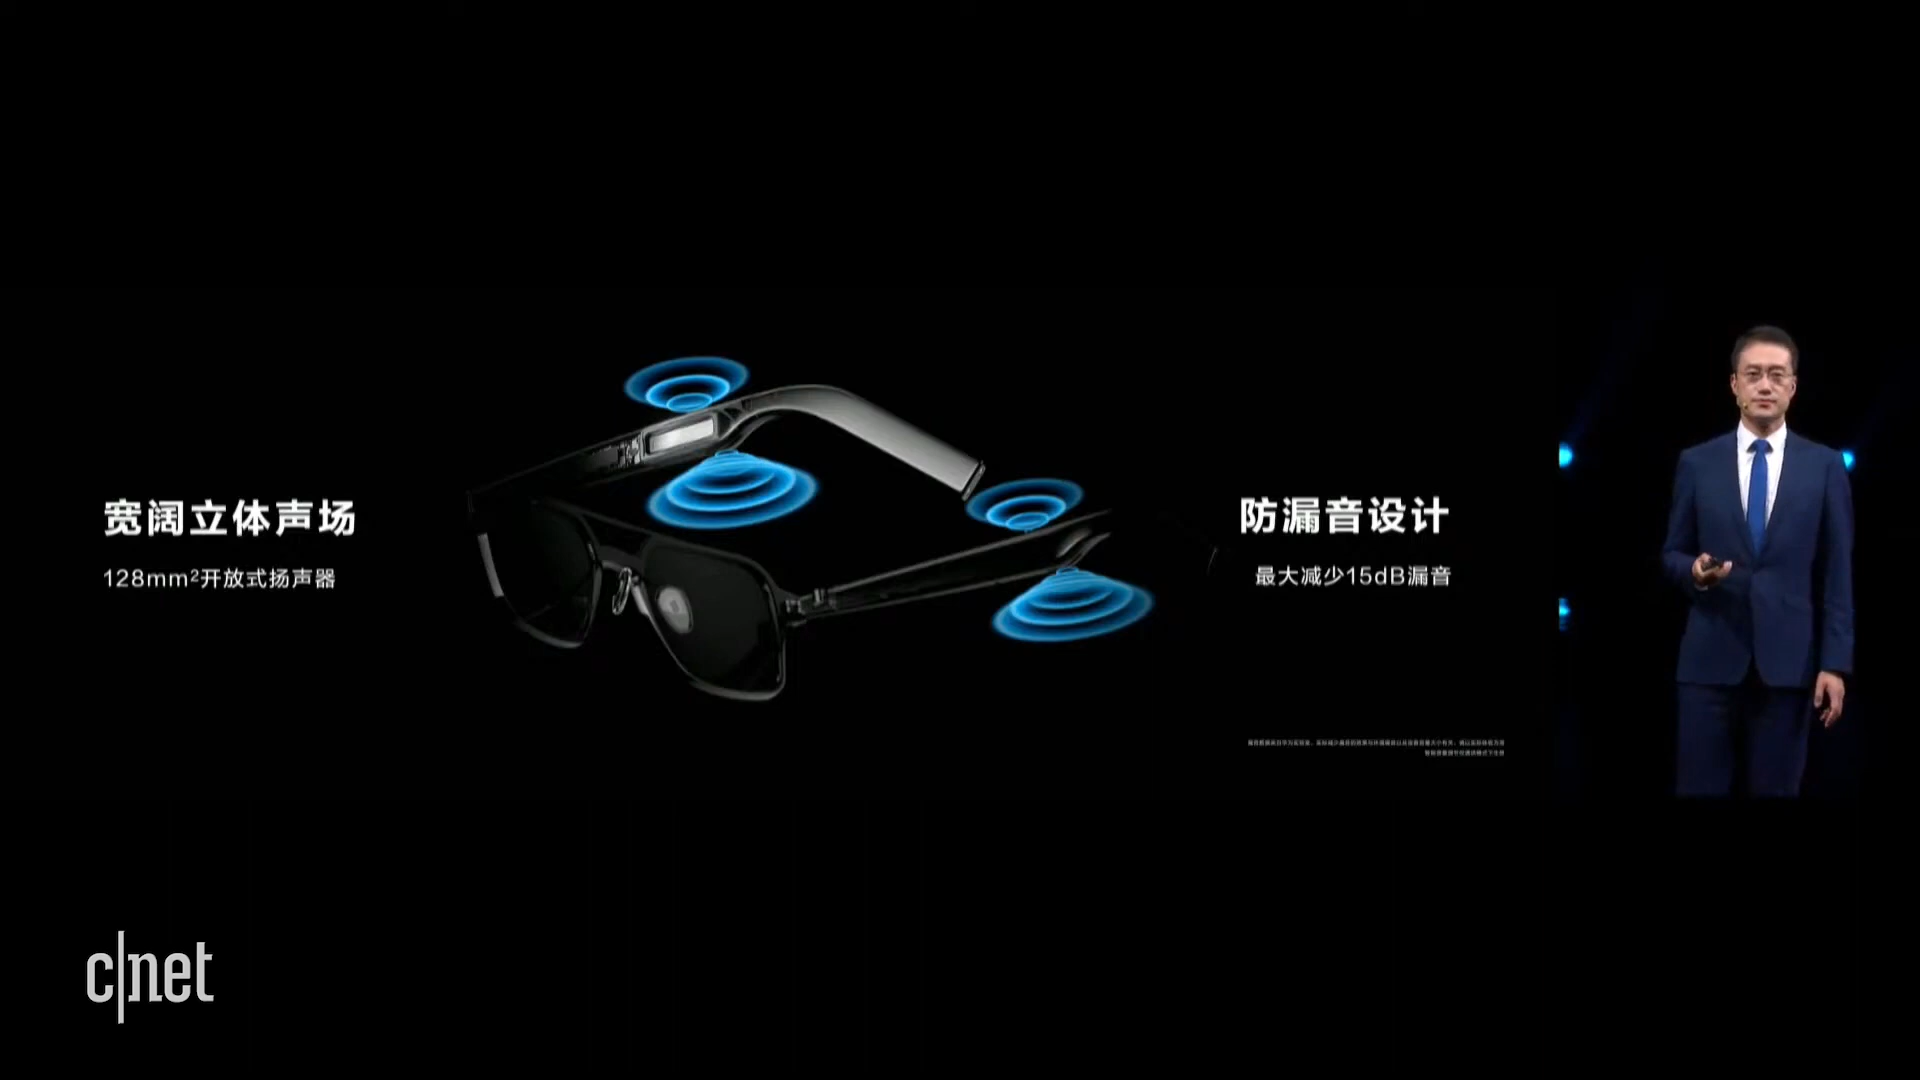 宽阔立体声场
128mm²开放式扬声器
防漏音设计
最大减少15dB漏音
c|net